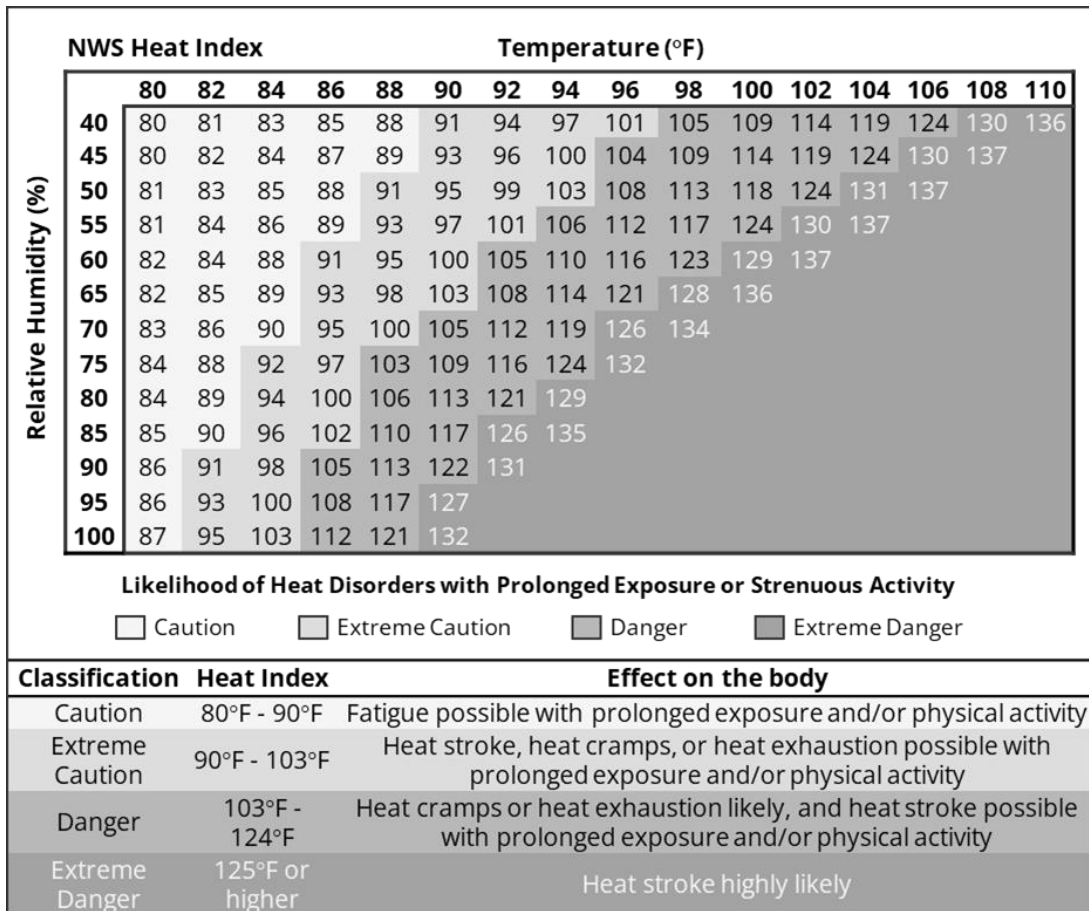 NWS Heat Index Temperature (°F)
80 82 84 86 88 90 92 94 96 98 100 102 104 106 108 110
Relative Humidity (%)
40 80 81 83 85 88 91 94 97 101 105 109 114 119 124 130 136
45 80 82 84 87 89 93 96 100 104 109 114 119 124 130 137
50 81 83 85 88 91 95 99 103 108 113 118 124 131 137
55 81 84 86 89 93 97 101 106 112 117 124 130 137
60 82 84 88 91 95 100 105 110 116 123 129 137
65 82 85 89 93 98 103 108 114 121 128 136
70 83 86 90 95 100 105 112 119 126 134
75 84 88 92 97 103 109 116 124 132
80 84 89 94 100 106 113 121 129
85 85 90 96 102 110 117 126 135
90 86 91 98 105 113 122 131
95 86 93 100 108 117 127
100 87 95 103 112 121 132
Likelihood of Heat Disorders with Prolonged Exposure or Strenuous Activity
Caution Extreme Caution Danger Extreme Danger
Classification Heat Index Effect on the body
Caution 80°F - 90°F Fatigue possible with prolonged exposure and/or physical activity
Extreme
Caution
90°F - 103°F
Heat stroke, heat cramps, or heat exhaustion possible with
prolonged exposure and/or physical activity
Danger
103°F -
124°F
Heat cramps or heat exhaustion likely, and heat stroke possible
with prolonged exposure and/or physical activity
Extreme
Danger
125°F or
higher
Heat stroke highly likely